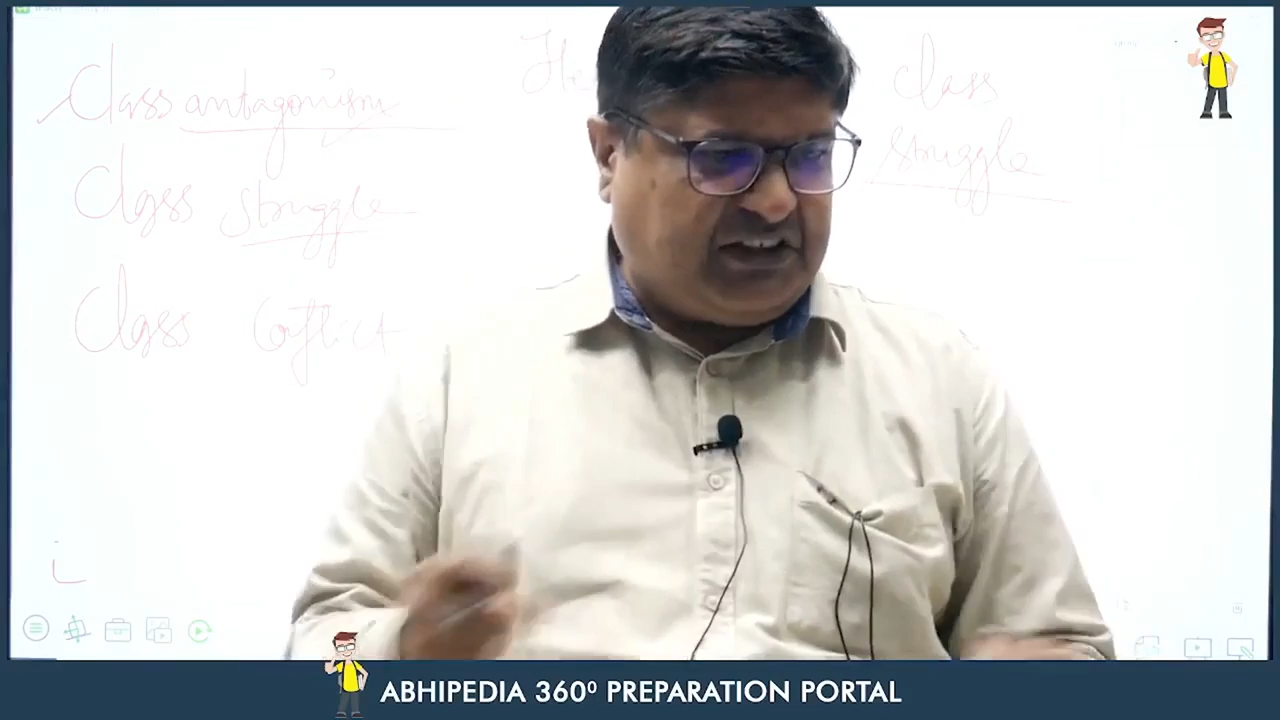 Class antagonism
Class struggle
Class Conflict
class
struggle
ABHIPEDIA 360⁰ PREPARATION PORTAL